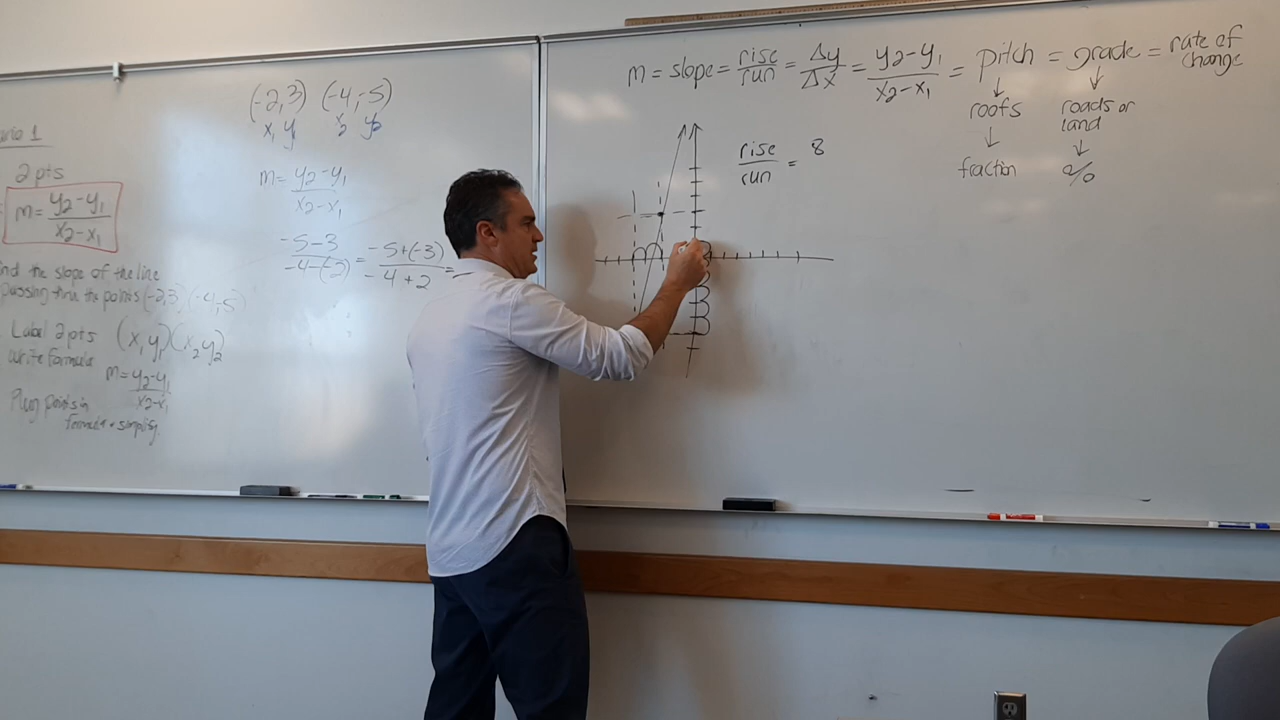 2 pts
m = y2-y1
x2-x1
the slope of the line
passing thru the points (-2,3) (-4,-5)
Label 2 pts (x1 y1)(x2 y2)
write formula
m = y2-y1
x2-x1
Plug points in
formula + simplify.
(-2,3) (-4,-5)
x1 y1 x2 y2
m = y2-y1
x2-x1
-5-3 = -5+(-3) =
-4-(-2) -4+2
m = slope = rise = Δy = y2-y1 = pitch = grade = rate of
run Δx x2-x1 change
roofs roads or
land
fraction %
rise = 8
run